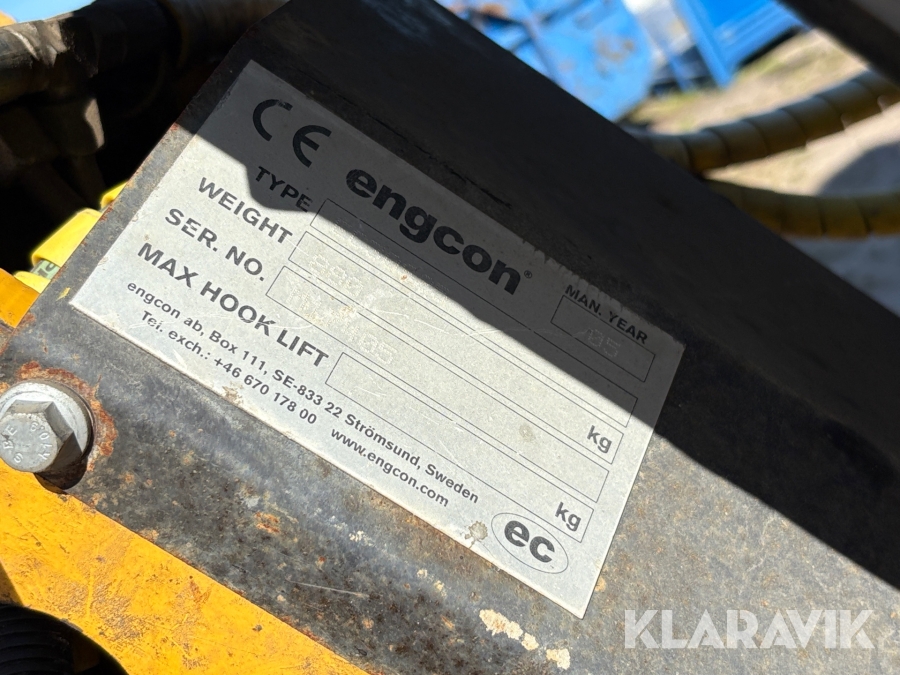 CE engcon®
TYPE
MAN. YEAR
05
WEIGHT kg
SER. NO.
MAX HOOK LIFT kg
engcon ab, Box 111, SE-833 22 Strömsund, Sweden
Tel. exch.: +46 670 178 00 www.engcon.com
ec
KLARAVIK